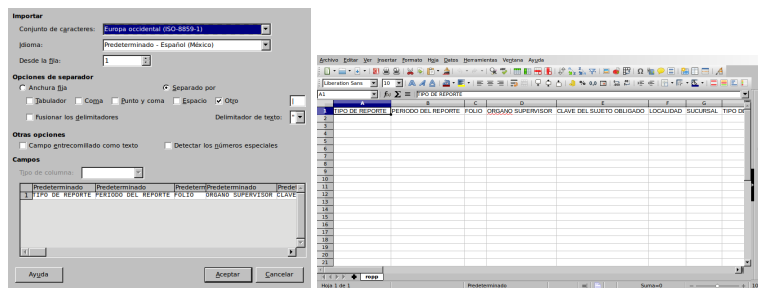 Importar
Conjunto de caracteres: Europa occidental (ISO-8859-1)
Idioma: Predeterminado - Español (México)
Desde la fila: 1
Opciones de separador
Anchura fija Separado por
Tabulador Coma Punto y coma Espacio Otro
Fusionar los delimitadores Delimitador de texto: "
Otras opciones
Campo entrecomillado como texto Detectar los números especiales
Campos
Tipo de columna:
Predeterminado Predeterminado Predeterm Predeterminado Predet
1 TIPO DE REPORTE PERIODO DEL REPORTE FOLIO ORGANO SUPERVISOR CLAVE
Ayuda Aceptar Cancelar
Archivo Editar Ver Insertar Formato Hoja Datos Herramientas Ventana Ayuda
Liberation Sans 10
A1 TIPO DE REPORTE
A B C D E F G
1 TIPO DE REPORTE PERIODO DEL REPORTE FOLIO ORGANO SUPERVISOR CLAVE DEL SUJETO OBLIGADO LOCALIDAD SUCURSAL TIPO DE
2
3
4
5
6
7
8
9
10
11
12
13
14
15
16
17
18
19
20
21
ropp
Hoja 1 de 1 Predeterminado Suma=0 10